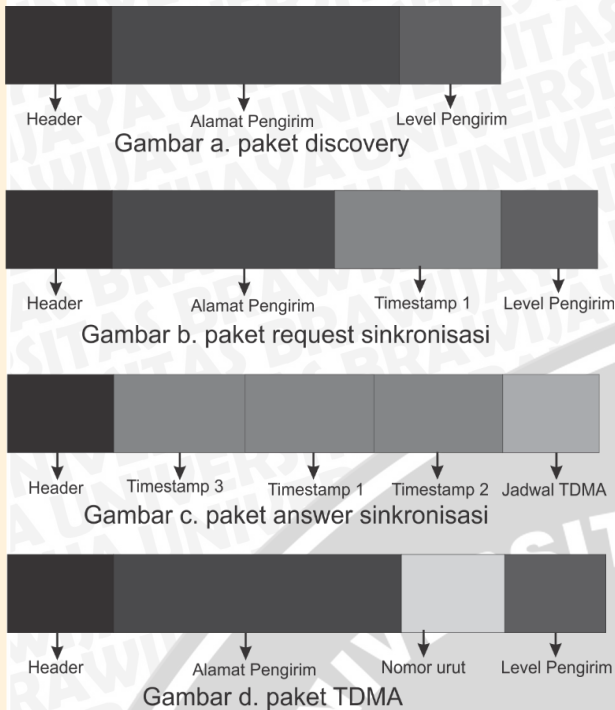 Header Alamat Pengirim Level Pengirim
Gambar a. paket discovery
Header Alamat Pengirim Timestamp 1 Level Pengirim
Gambar b. paket request sinkronisasi
Header Timestamp 3 Timestamp 1 Timestamp 2 Jadwal TDMA
Gambar c. paket answer sinkronisasi
Header Alamat Pengirim Nomor urut Level Pengirim
Gambar d. paket TDMA